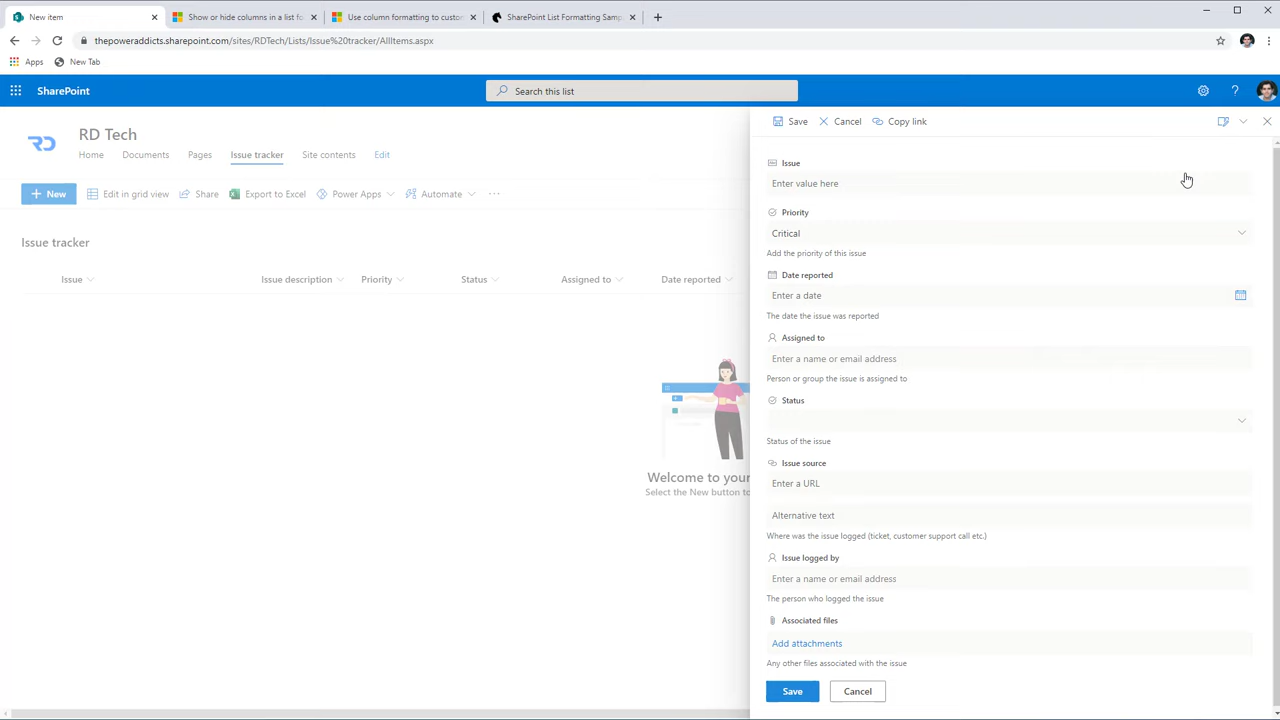 New item
Show or hide columns in a list fo
Use column formatting to custo
SharePoint List Formatting Samp
thepoweraddicts.sharepoint.com/sites/RDTech/Lists/Issue%20tracker/AllItems.aspx
Apps
New Tab
SharePoint
Search this list
RD Tech
Home
Documents
Pages
Issue tracker
Site contents
Edit
New
Edit in grid view
Share
Export to Excel
Power Apps
Automate
Issue tracker
Issue
Issue description
Priority
Status
Assigned to
Date reported
Welcome to your
Select the New button to
Save
Cancel
Copy link
Issue
Enter value here
Priority
Critical
Add the priority of this issue
Date reported
Enter a date
The date the issue was reported
Assigned to
Enter a name or email address
Person or group the issue is assigned to
Status
Status of the issue
Issue source
Enter a URL
Alternative text
Where was the issue logged (ticket, customer support call etc.)
Issue logged by
Enter a name or email address
The person who logged the issue
Associated files
Add attachments
Any other files associated with the issue
Save
Cancel